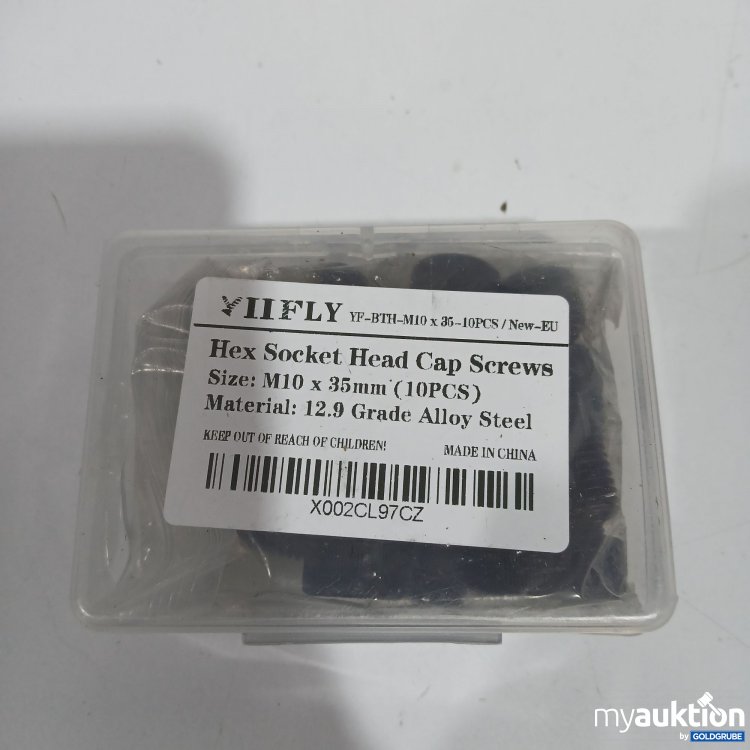 YIIFLY YF-BTH-M10 x 35-10PCS / New-EU
Hex Socket Head Cap Screws
Size: M10 x 35mm (10PCS)
Material: 12.9 Grade Alloy Steel
KEEP OUT OF REACH OF CHILDREN! MADE IN CHINA
X002CL97CZ
myauktion
by GOLDGRUBE